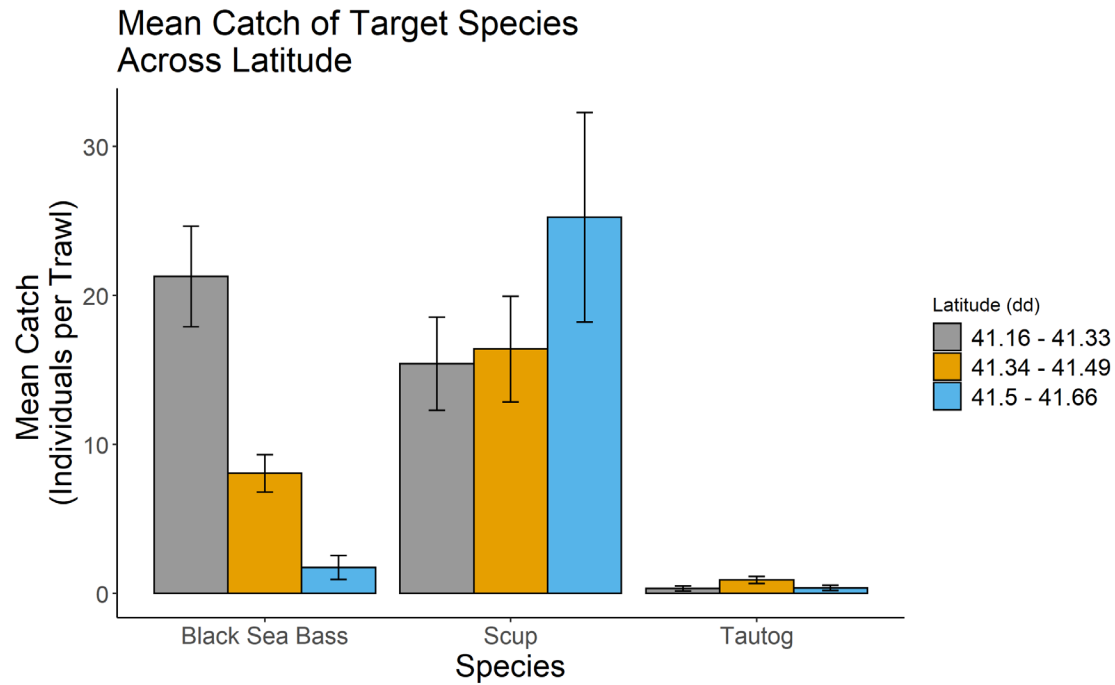 Mean Catch of Target Species
Across Latitude
Mean Catch
(Individuals per Trawl)
30
20
10
0
Black Sea Bass
Scup
Tautog
Species
Latitude (dd)
41.16 - 41.33
41.34 - 41.49
41.5 - 41.66